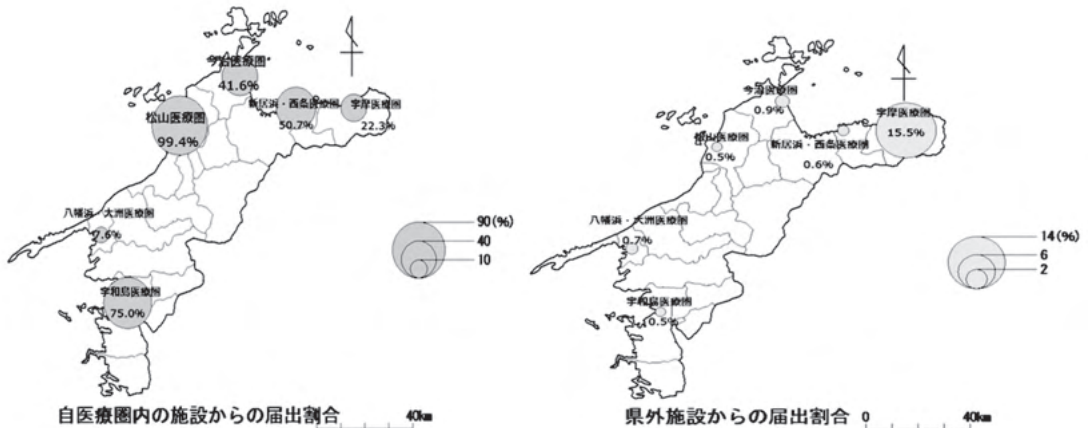 今治医療圏
41.6%
松山医療圏
99.4%
新居浜・西条医療圏
50.7%
宇摩医療圏
22.3%
八幡浜・大洲医療圏
7.6%
宇和島医療圏
75.0%
90(%)
40
10
自医療圏内の施設からの届出割合
40km
今治医療圏
0.9%
宇摩医療圏
15.5%
松山医療圏
0.5%
新居浜・西条医療圏
0.6%
八幡浜・大洲医療圏
0.7%
宇和島医療圏
0.5%
14(%)
6
2
県外施設からの届出割合
0
40km